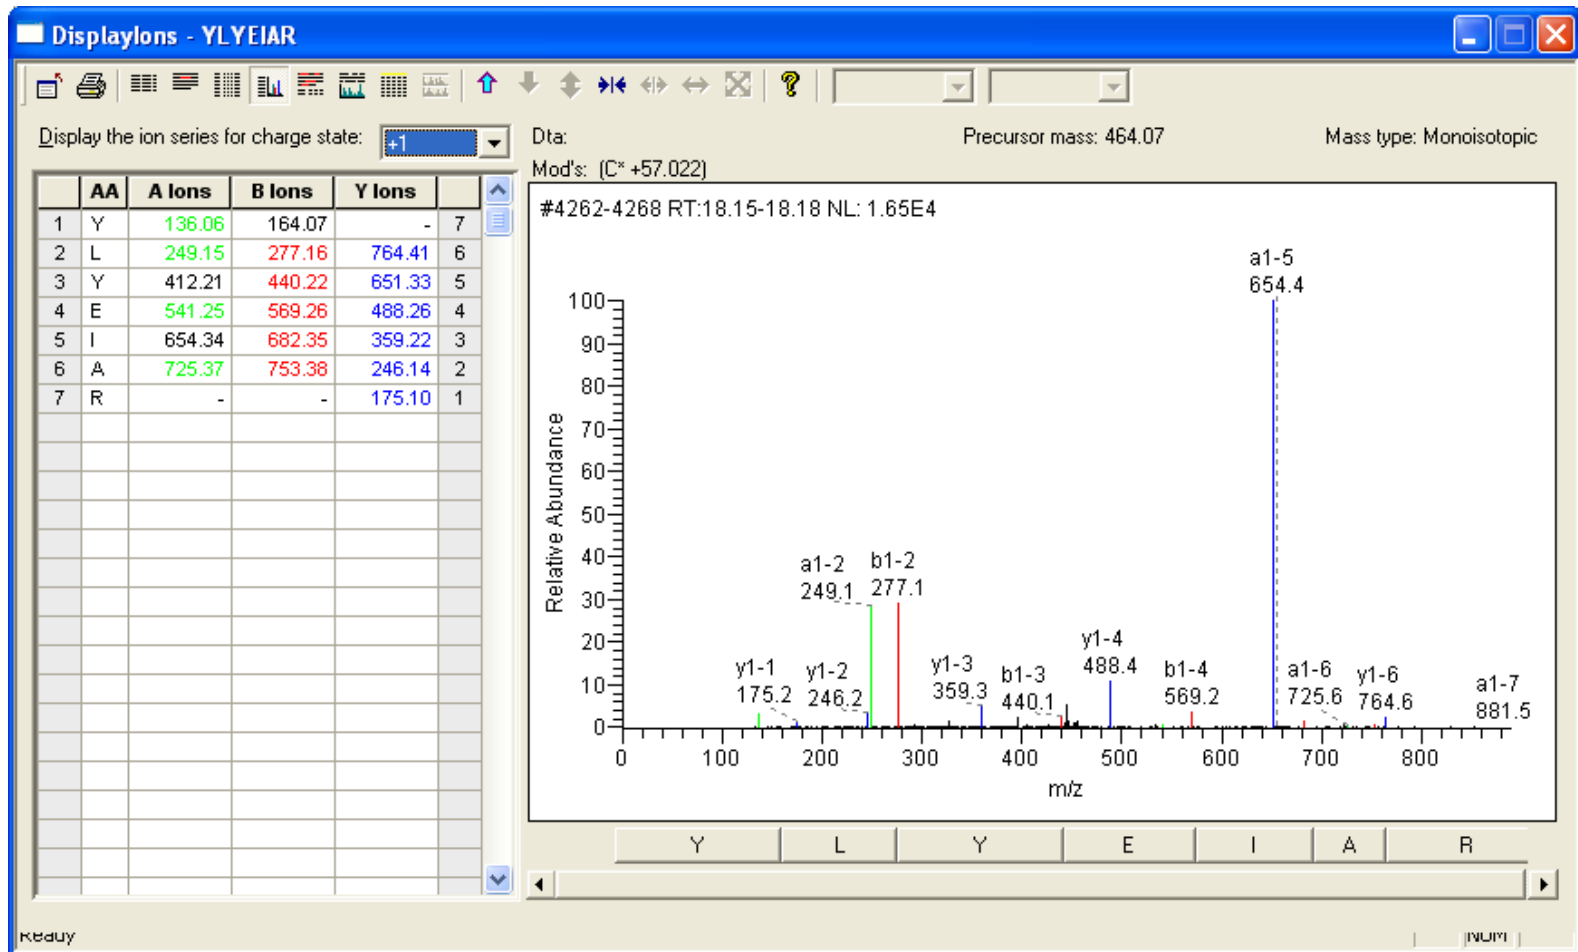 DisplayIons - YLYEIAR
Display the ion series for charge state: +1
Dta: Precursor mass: 464.07 Mass type: Monoisotopic
Mod's: (C* +57.022)
AA A Ions B Ions Y Ions
1 Y 136.06 164.07 - 7
2 L 249.15 277.16 764.41 6
3 Y 412.21 440.22 651.33 5
4 E 541.25 569.26 488.26 4
5 I 654.34 682.35 359.22 3
6 A 725.37 753.38 246.14 2
7 R - - 175.10 1
#4262-4268 RT:18.15-18.18 NL: 1.65E4
a1-5
654.4
100
90
80
70
60
50
40
30
20
10
0
Relative Abundance
a1-2 b1-2
249.1 277.1
y1-1 y1-2 y1-3 b1-3 y1-4 b1-4 a1-6 y1-6 a1-7
175.2 246.2 359.3 440.1 488.4 569.2 725.6 764.6 881.5
0 100 200 300 400 500 600 700 800
m/z
Y L Y E I A R
Ready NUM